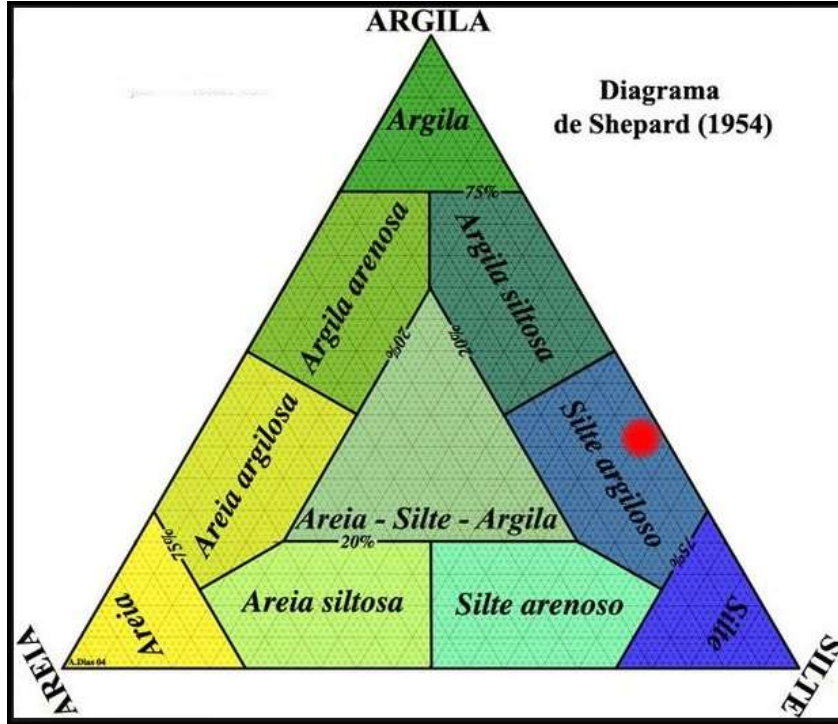 ARGILA
Diagrama
de Shepard (1954)
Argila
75%
Argila arenosa
Argila siltosa
20%
20%
Areia argilosa
Silte argiloso
Areia - Silte - Argila
20%
75%
75%
Areia
Areia siltosa
Silte arenoso
Silte
A.Dias 04
AREIA
SILTE